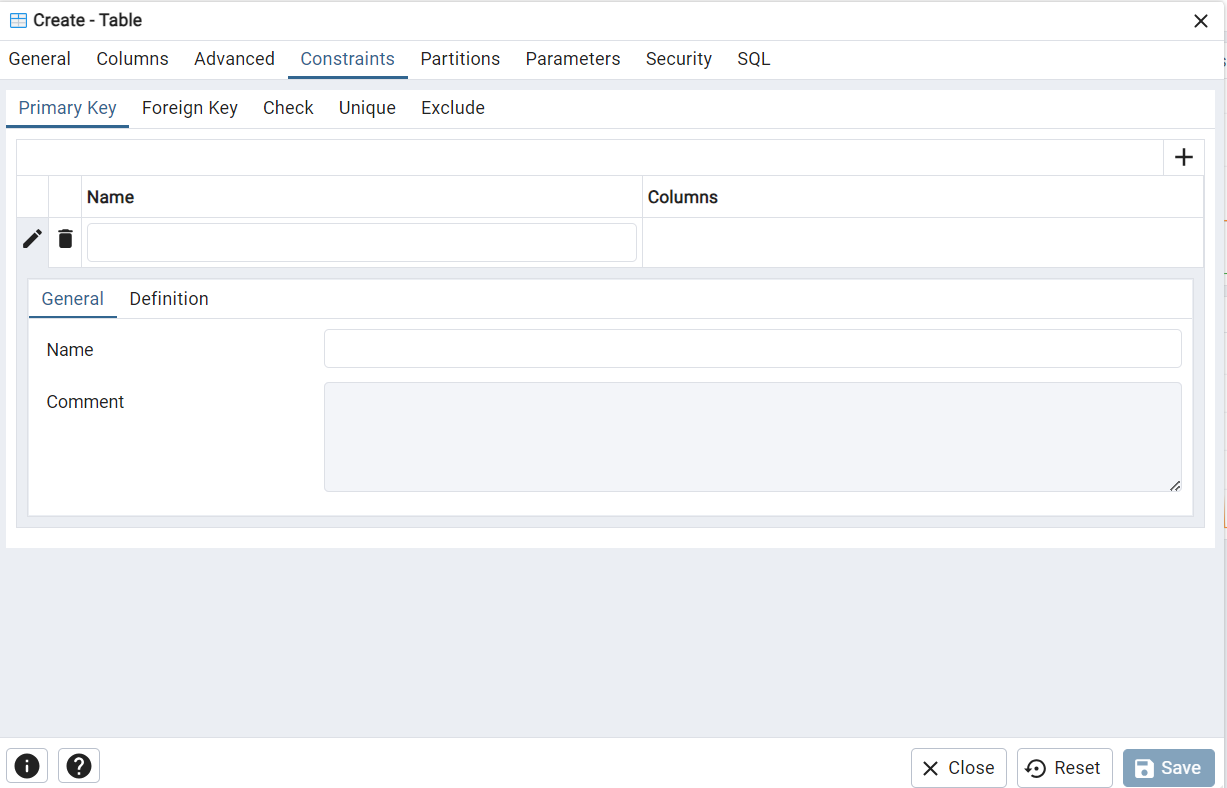 Create - Table
General Columns Advanced Constraints Partitions Parameters Security SQL
Primary Key Foreign Key Check Unique Exclude
Name Columns
General Definition
Name
Comment
Close Reset Save